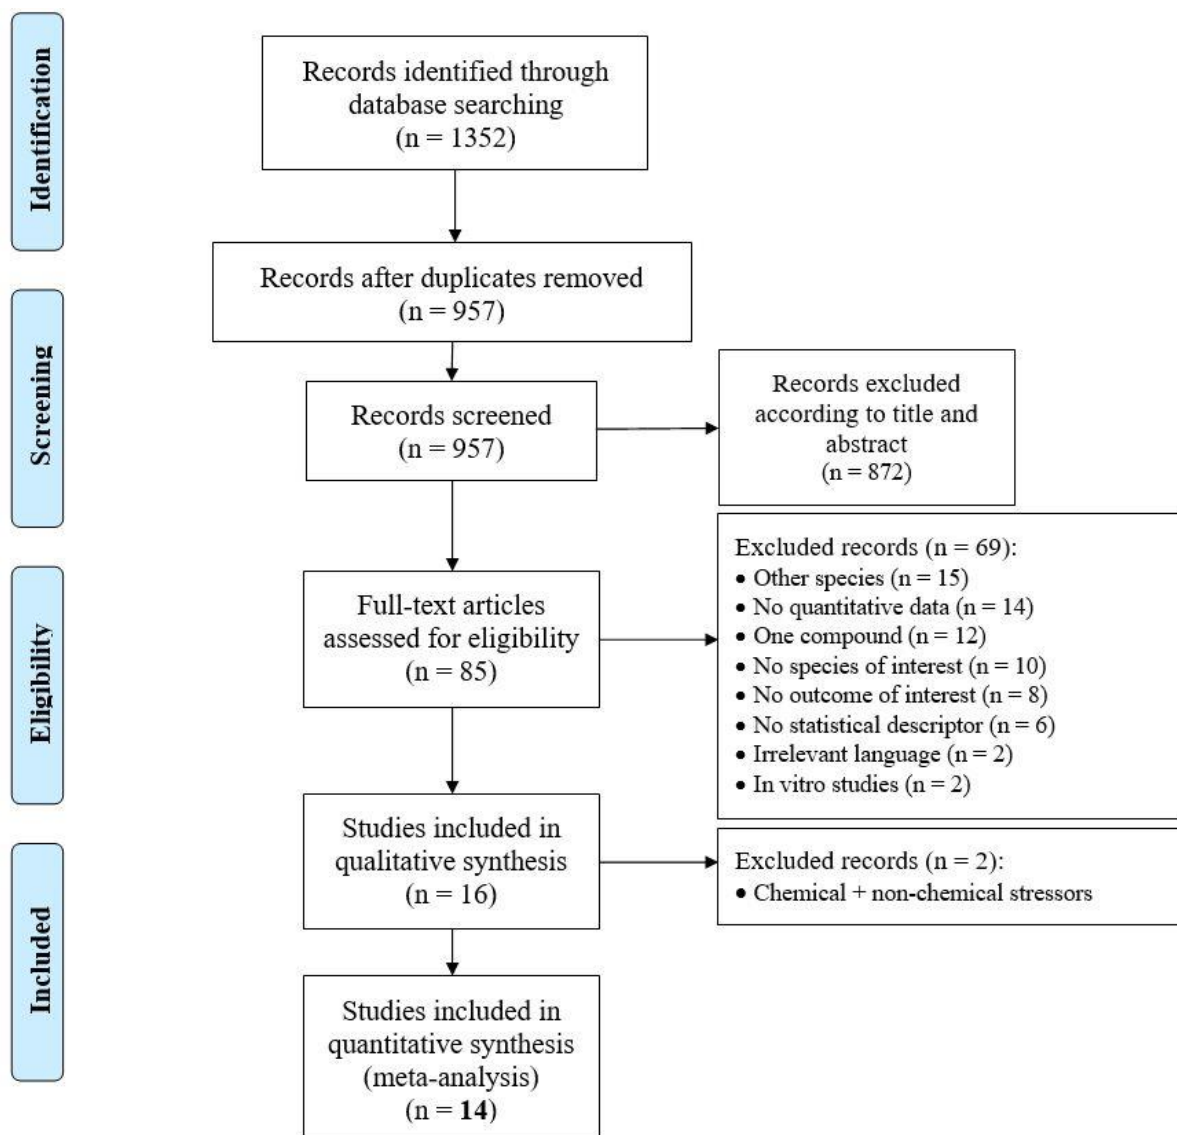 Identification
Records identified through
database searching
(n = 1352)
Records after duplicates removed
(n = 957)
Screening
Records screened
(n = 957)
Records excluded
according to title and
abstract
(n = 872)
Eligibility
Full-text articles
assessed for eligibility
(n = 85)
Excluded records (n = 69):
• Other species (n = 15)
• No quantitative data (n = 14)
• One compound (n = 12)
• No species of interest (n = 10)
• No outcome of interest (n = 8)
• No statistical descriptor (n = 6)
• Irrelevant language (n = 2)
• In vitro studies (n = 2)
Included
Studies included in
qualitative synthesis
(n = 16)
Excluded records (n = 2):
• Chemical + non-chemical stressors
Studies included in
quantitative synthesis
(meta-analysis)
(n = 14)